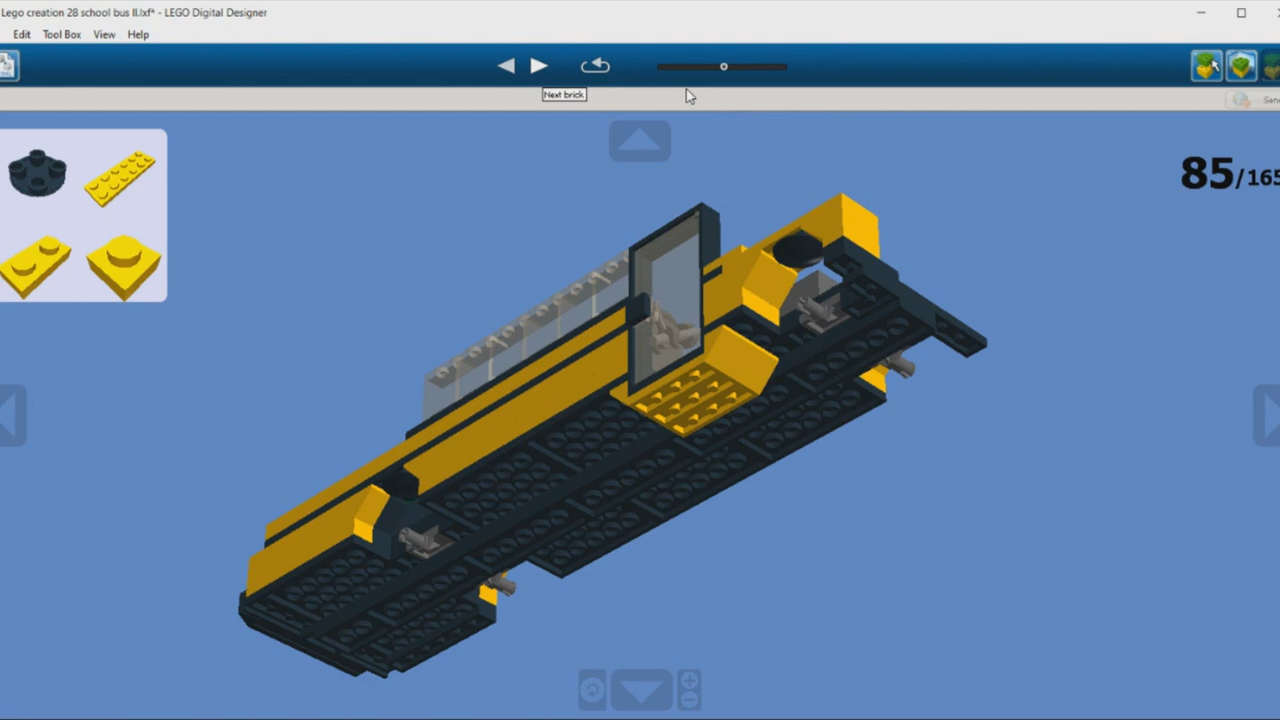 Lego creation 28 school bus II.lxf* - LEGO Digital Designer
Edit Tool Box View Help
Next brick
Sen
85/165